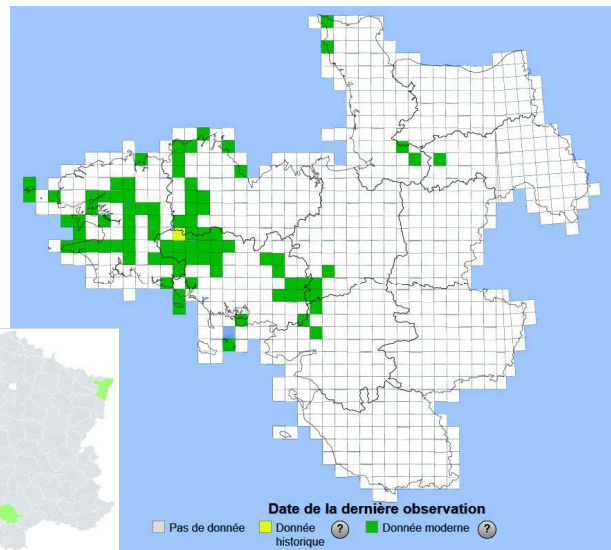 Date de la dernière observation
Pas de donnée
Donnée historique
?
Donnée moderne
?